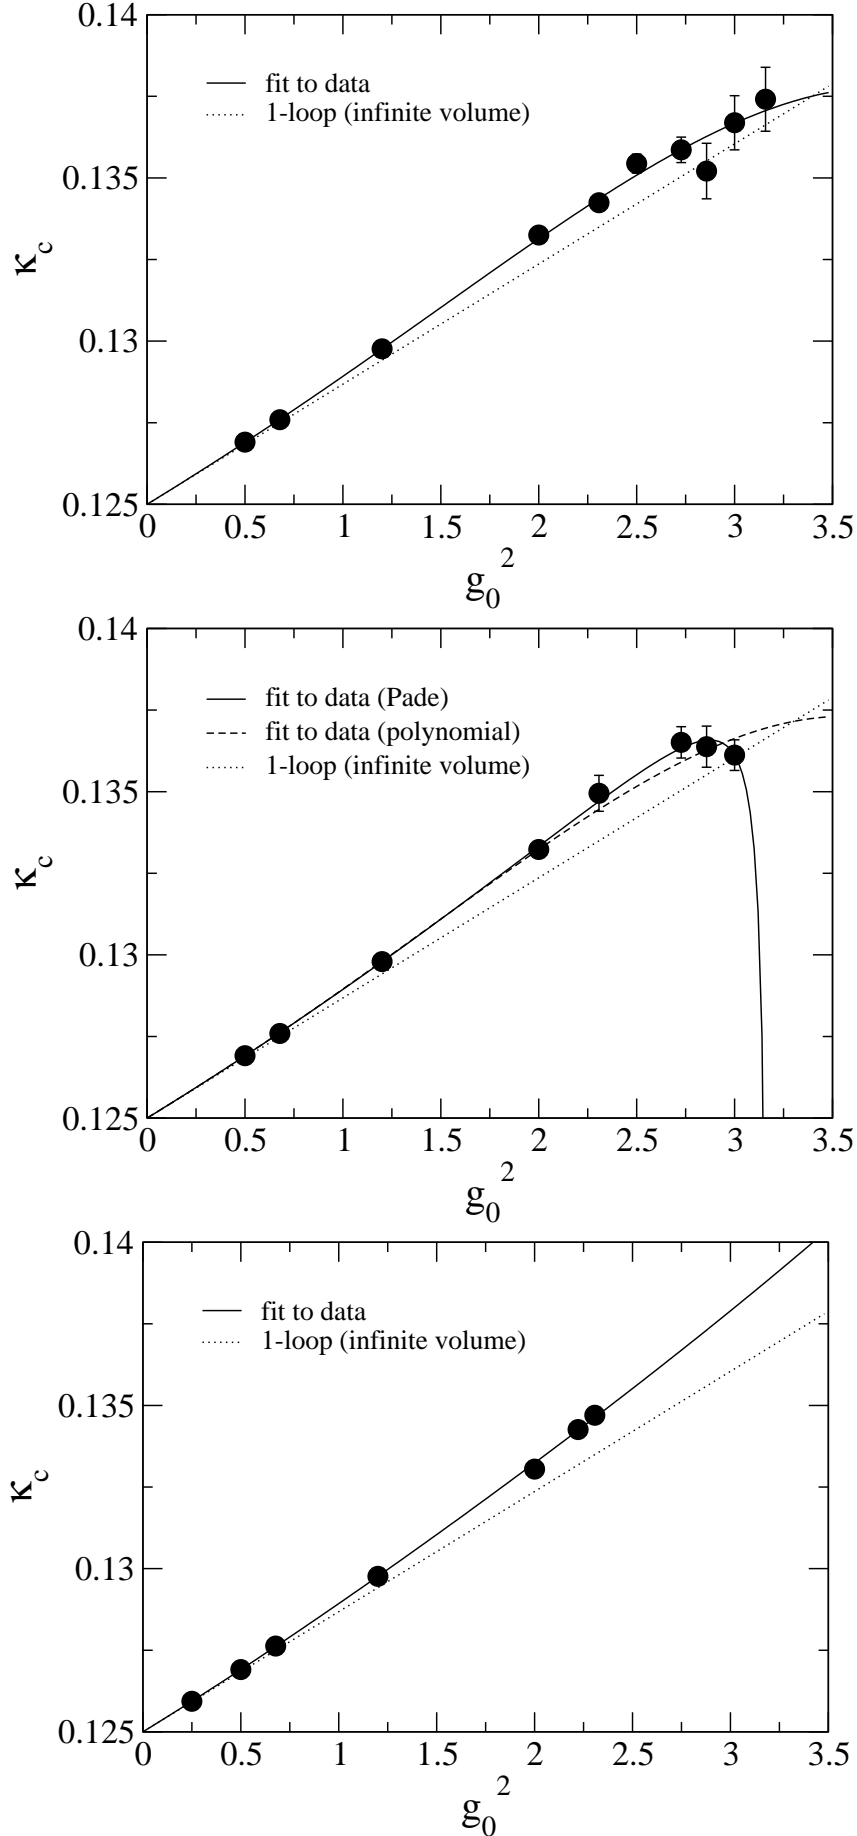 0.14
fit to data
1-loop (infinite volume)
0.135
κc
0.13
0.125
0 0.5 1 1.5 2 2.5 3 3.5
g0 2
0.14
fit to data (Pade)
fit to data (polynomial)
1-loop (infinite volume)
0.135
κc
0.13
0.125
0 0.5 1 1.5 2 2.5 3 3.5
g0 2
0.14
fit to data
1-loop (infinite volume)
0.135
κc
0.13
0.125
0 0.5 1 1.5 2 2.5 3 3.5
g0 2